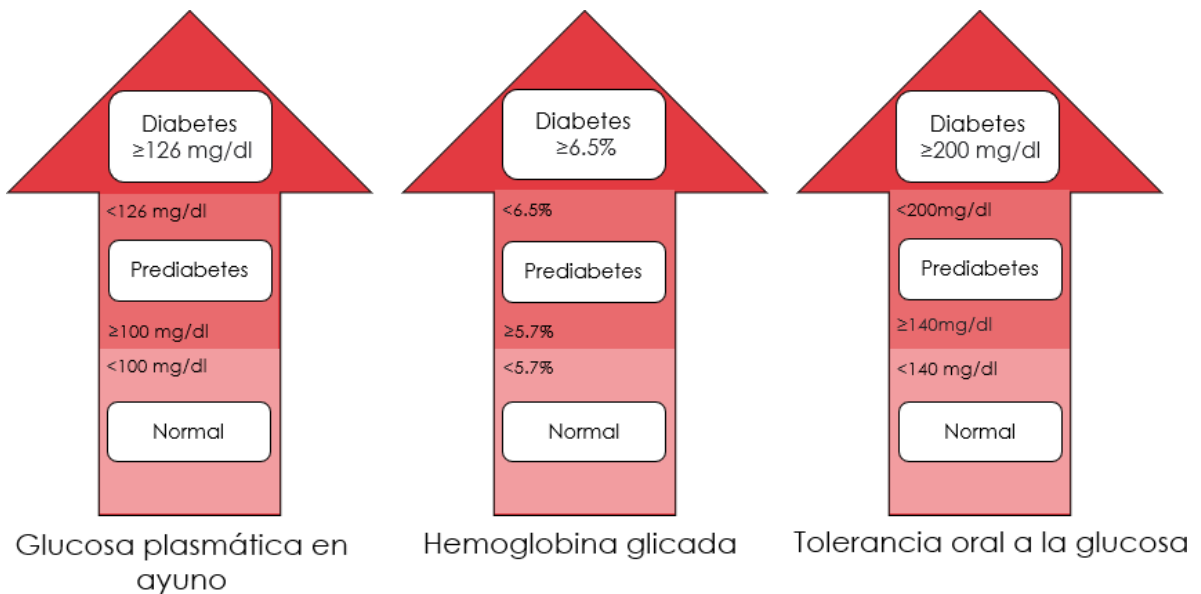 Diabetes
≥126 mg/dl
<126 mg/dl
Prediabetes
≥100 mg/dl
<100 mg/dl
Normal
Glucosa plasmática en
ayuno
Diabetes
≥6.5%
<6.5%
Prediabetes
≥5.7%
<5.7%
Normal
Hemoglobina glicada
Diabetes
≥200 mg/dl
<200mg/dl
Prediabetes
≥140mg/dl
<140 mg/dl
Normal
Tolerancia oral a la glucosa